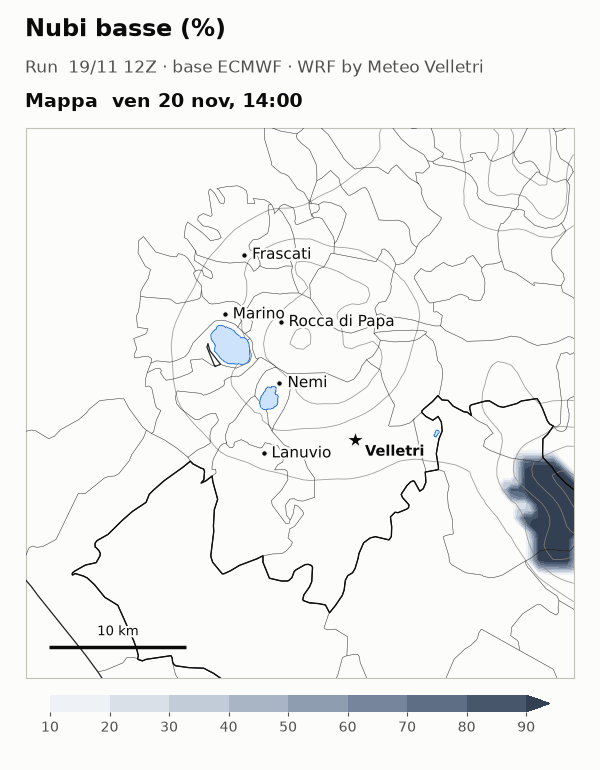 Nubi basse (%)
Run  19/11 12Z · base ECMWF · WRF by Meteo Velletri
Mappa  ven 20 nov, 14:00
Frascati
Marino
Rocca di Papa
Nemi
Velletri
Lanuvio
10 km
10 20 30 40 50 60 70 80 90